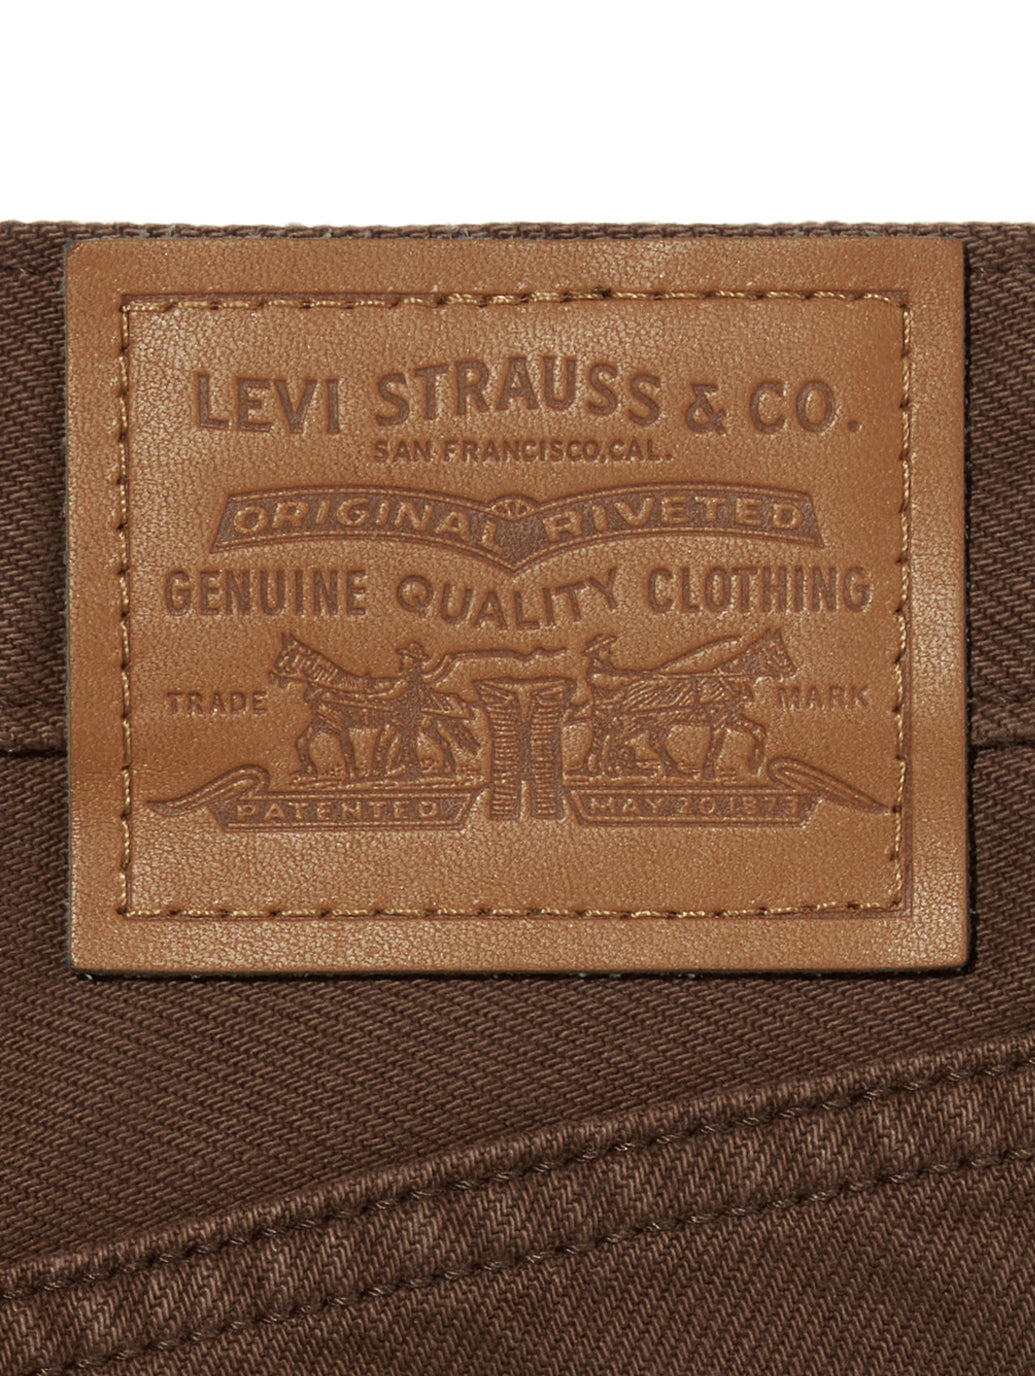 LEVI STRAUSS & CO.
SAN FRANCISCO, CAL.
ORIGINAL RIVETED
GENUINE QUALITY CLOTHING
TRADE MARK
PATENTED MAY 20, 1873